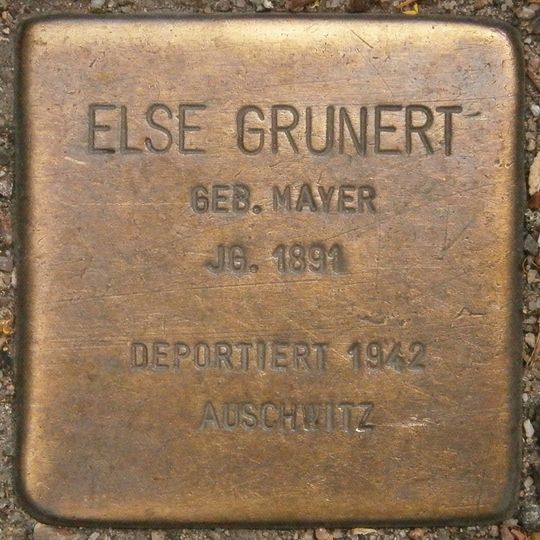 ELSE GRUNERT
GEB. MAYER
JG. 1891
DEPORTIERT 1942
AUSCHWITZ